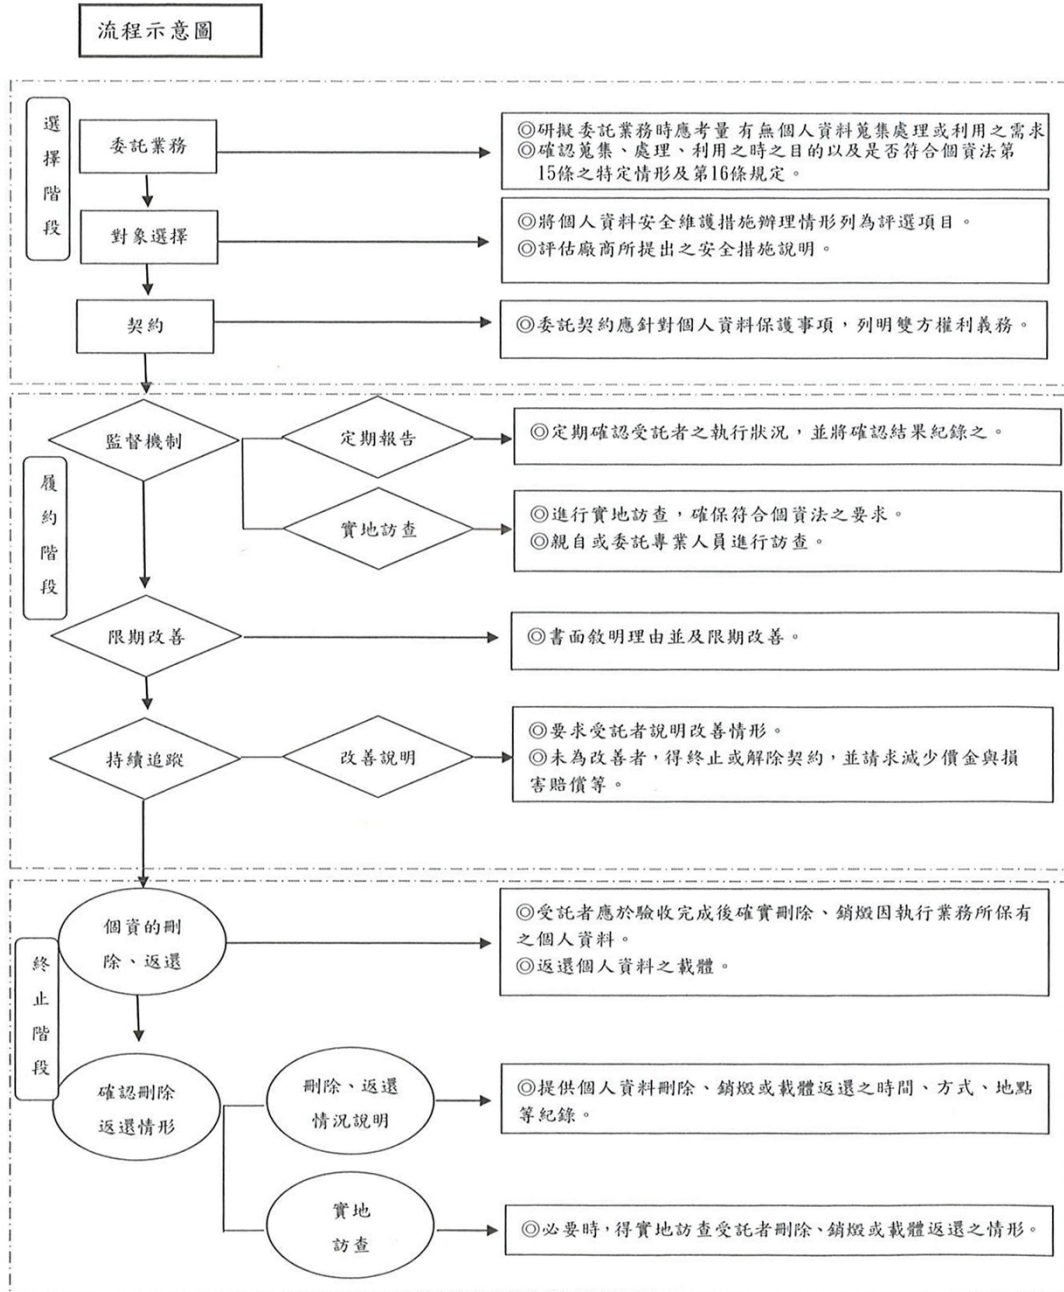 流程示意圖
選擇階段
委託業務
◎研擬委託業務時應考量 有無個人資料蒐集處理或利用之需求
◎確認蒐集、處理、利用之時之目的以及是否符合個資法第
15條之特定情形及第16條規定。
對象選擇
◎將個人資料安全維護措施辦理情形列為評選項目。
◎評估廠商所提出之安全措施說明。
契約
◎委託契約應針對個人資料保護事項,列明雙方權利義務。
履約階段
監督機制
定期報告
◎定期確認受託者之執行狀況,並將確認結果紀錄之。
實地訪查
◎進行實地訪查,確保符合個資法之要求。
◎親自或委託專業人員進行訪查。
限期改善
◎書面敘明理由並及限期改善。
持續追蹤
改善說明
◎要求受託者說明改善情形。
◎未為改善者,得終止或解除契約,並請求減少價金與損
害賠償等。
終止階段
個資的刪
除、返還
◎受託者應於驗收完成後確實刪除、銷燬因執行業務所保有
之個人資料。
◎返還個人資料之載體。
確認刪除
返還情形
刪除、返還
情況說明
◎提供個人資料刪除、銷燬或載體返還之時間、方式、地點
等紀錄。
實地
訪查
◎必要時,得實地訪查受託者刪除、銷燬或載體返還之情形。